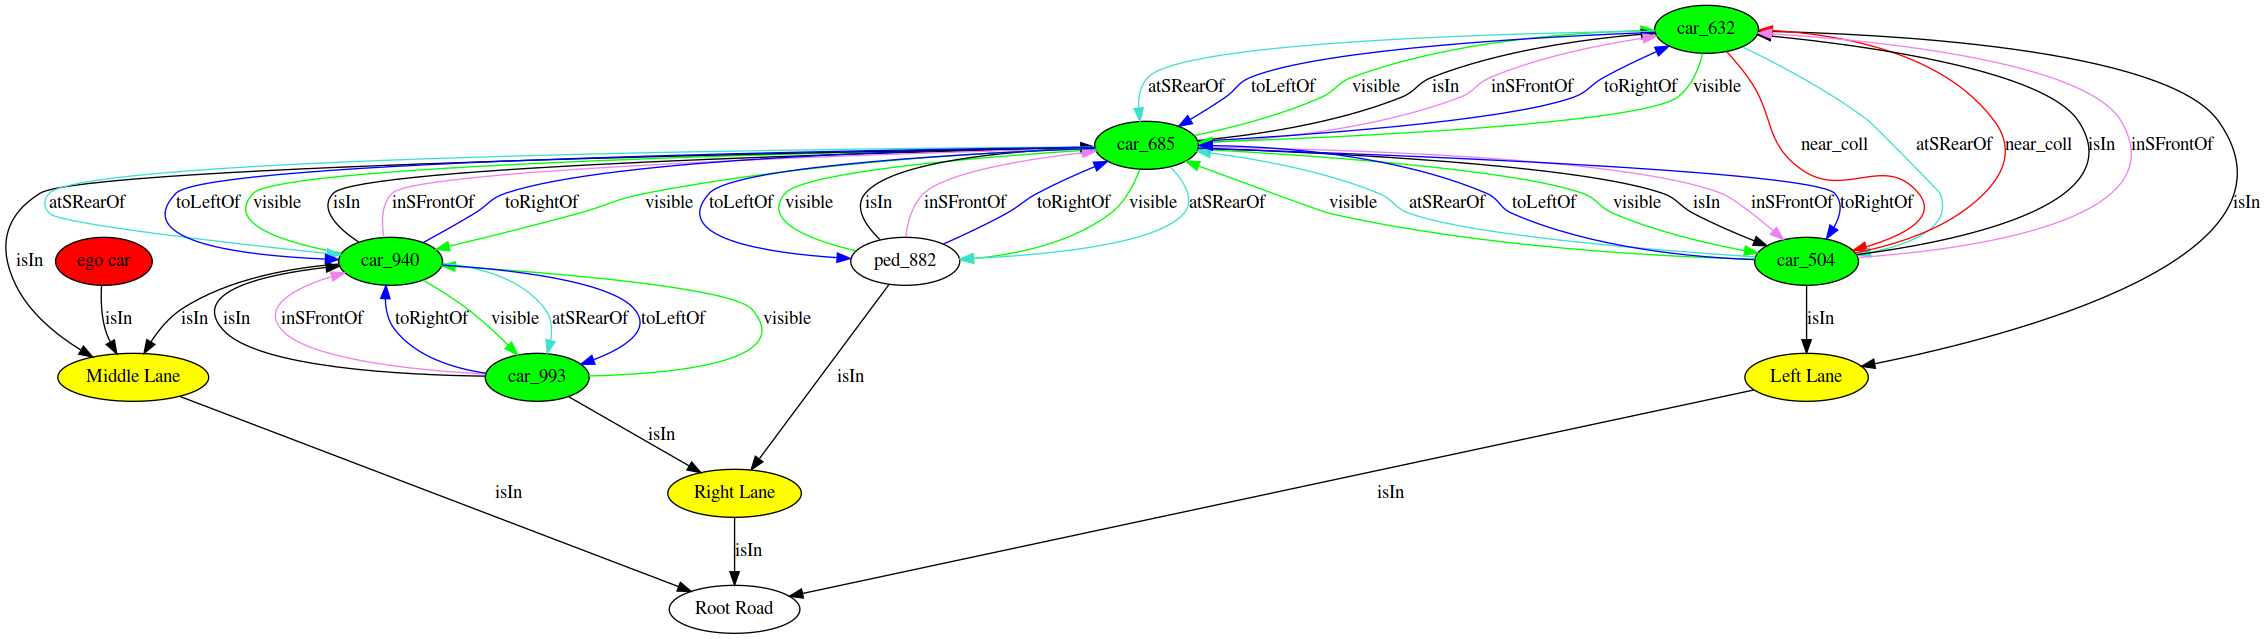 car_632
atSRearOf
toLeftOf
visible
isIn
inSFrontOf
toRightOf
visible
car_685
near_coll
atSRearOf
near_coll
isIn
inSFrontOf
atSRearOf
toLeftOf
visible
isIn
inSFrontOf
toRightOf
visible
toLeftOf
visible
isIn
inSFrontOf
toRightOf
visible
atSRearOf
visible
atSRearOf
toLeftOf
visible
isIn
inSFrontOf
toRightOf
isIn
isIn
ego car
car_940
ped_882
car_504
isIn
isIn
isIn
inSFrontOf
toRightOf
visible
atSRearOf
toLeftOf
visible
isIn
Middle Lane
car_993
isIn
Left Lane
isIn
isIn
Right Lane
isIn
isIn
Root Road